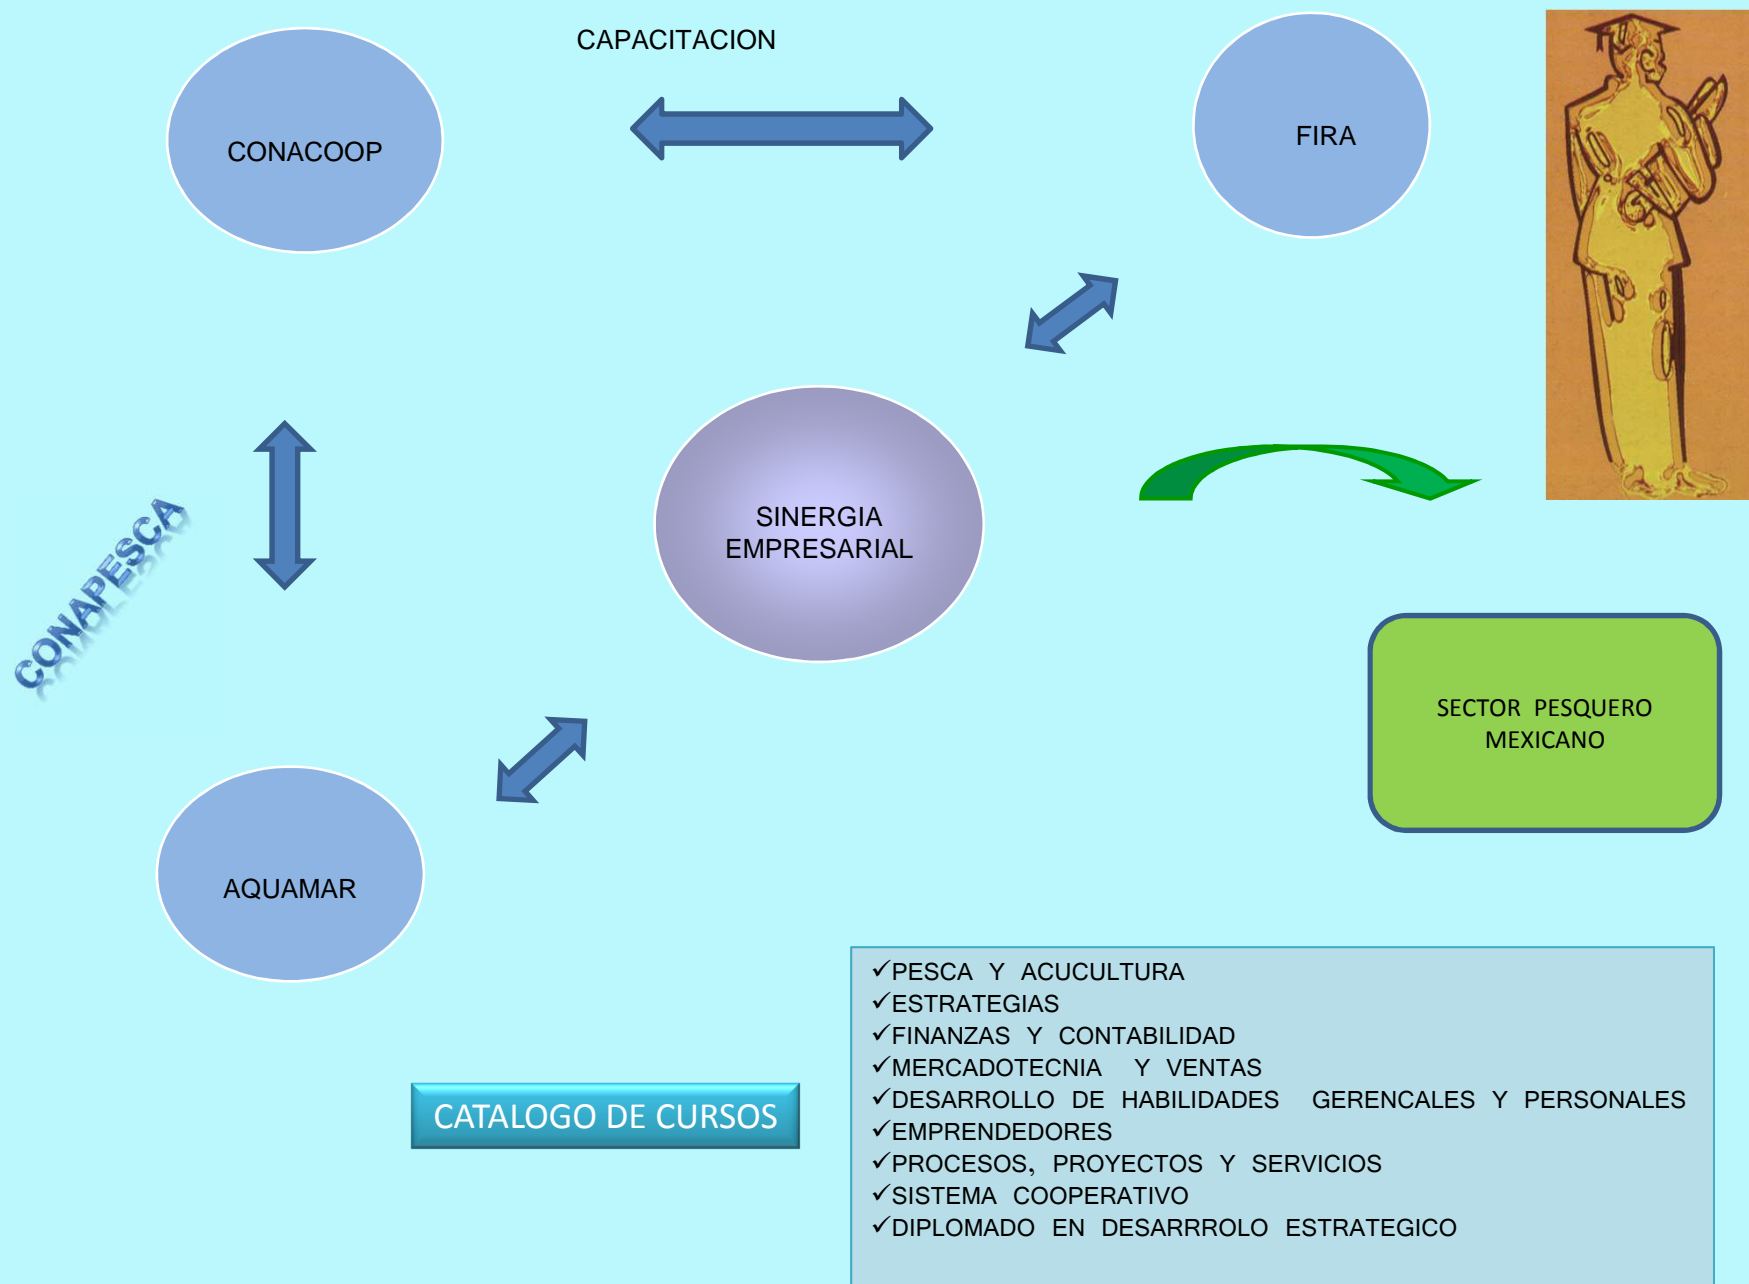 CAPACITACION
CONACOOP
FIRA
SINERGIA
EMPRESARIAL
CONAPESCA
SECTOR PESQUERO
MEXICANO
AQUAMAR
CATALOGO DE CURSOS
✓PESCA Y ACUCULTURA
✓ESTRATEGIAS
✓FINANZAS Y CONTABILIDAD
✓MERCADOTECNIA Y VENTAS
✓DESARROLLO DE HABILIDADES GERENCALES Y PERSONALES
✓EMPRENDEDORES
✓PROCESOS, PROYECTOS Y SERVICIOS
✓SISTEMA COOPERATIVO
✓DIPLOMADO EN DESARRROLO ESTRATEGICO